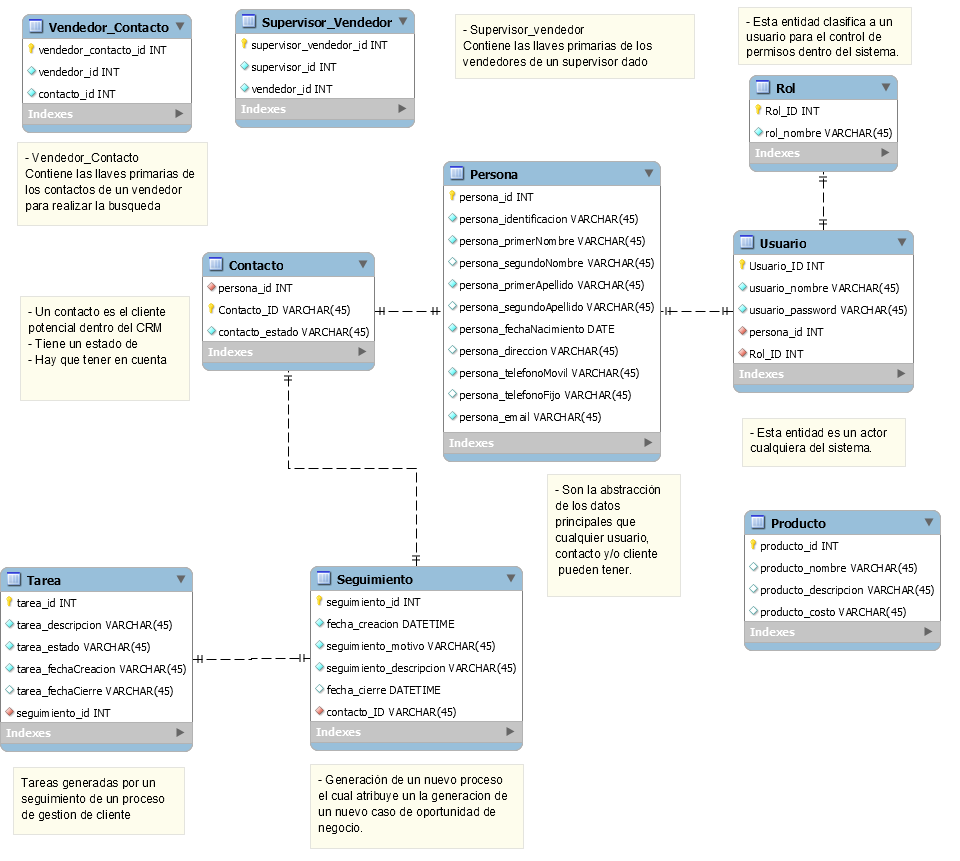 Vendedor_Contacto
vendedor_contacto_id INT
vendedor_id INT
contacto_id INT
Indexes
Supervisor_Vendedor
supervisor_vendedor_id INT
supervisor_id INT
vendedor_id INT
Indexes
- Supervisor_vendedor
Contiene las llaves primarias de los
vendedores de un supervisor dado
- Esta entidad clasifica a un
usuario para el control de
permisos dentro del sistema.
Rol
Rol_ID INT
rol_nombre VARCHAR(45)
Indexes
- Vendedor_Contacto
Contiene las llaves primarias de
los contactos de un vendedor
para realizar la busqueda
Persona
persona_id INT
persona_identificacion VARCHAR(45)
persona_primerNombre VARCHAR(45)
persona_segundoNombre VARCHAR(45)
persona_primerApellido VARCHAR(45)
persona_segundoApellido VARCHAR(45)
persona_fechaNacimiento DATE
persona_direccion VARCHAR(45)
persona_telefonoMovil VARCHAR(45)
persona_telefonoFijo VARCHAR(45)
persona_email VARCHAR(45)
Indexes
Usuario
Usuario_ID INT
usuario_nombre VARCHAR(45)
usuario_password VARCHAR(45)
persona_id INT
Rol_ID INT
Indexes
Contacto
persona_id INT
Contacto_ID VARCHAR(45)
contacto_estado VARCHAR(45)
Indexes
- Un contacto es el cliente
potencial dentro del CRM
- Tiene un estado de
- Hay que tener en cuenta
- Esta entidad es un actor
cualquiera del sistema.
- Son la abstracción
de los datos
principales que
cualquier usuario,
contacto y/o cliente
pueden tener.
Producto
producto_id INT
producto_nombre VARCHAR(45)
producto_descripcion VARCHAR(45)
producto_costo VARCHAR(45)
Indexes
Tarea
tarea_id INT
tarea_descripcion VARCHAR(45)
tarea_estado VARCHAR(45)
tarea_fechaCreacion VARCHAR(45)
tarea_fechaCierre VARCHAR(45)
seguimiento_id INT
Indexes
Seguimiento
seguimiento_id INT
fecha_creacion DATETIME
seguimiento_motivo VARCHAR(45)
seguimiento_descripcion VARCHAR(45)
fecha_cierre DATETIME
contacto_ID VARCHAR(45)
Indexes
Tareas generadas por un
seguimiento de un proceso
de gestion de cliente
- Generación de un nuevo proceso
el cual atribuye un la generacion de
un nuevo caso de oportunidad de
negocio.